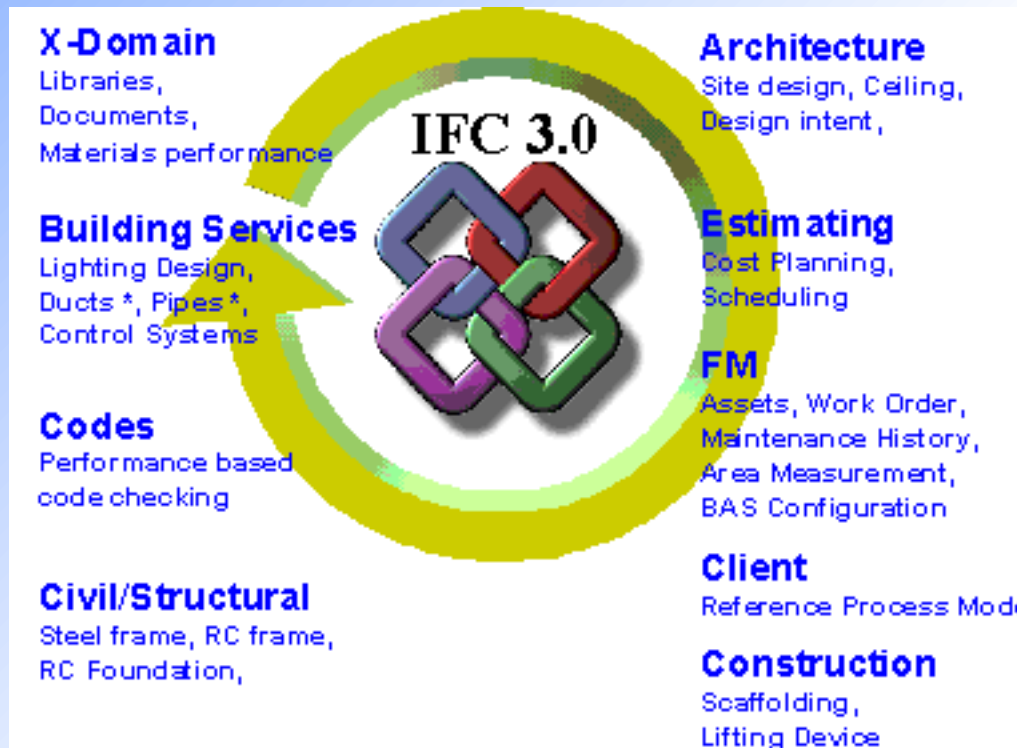 X-Domain
Libraries,
Documents,
Materials performance
Building Services
Lighting Design,
Ducts *, Pipes *,
Control Systems
Codes
Performance based
code checking
Civil/Structural
Steel frame, RC frame,
RC Foundation,
IFC 3.0
Architecture
Site design, Ceiling,
Design intent,
Estimating
Cost Planning,
Scheduling
FM
Assets, Work Order,
Maintenance History,
Area Measurement,
BAS Configuration
Client
Reference Process
Construction
Scaffolding,
Lifting Device